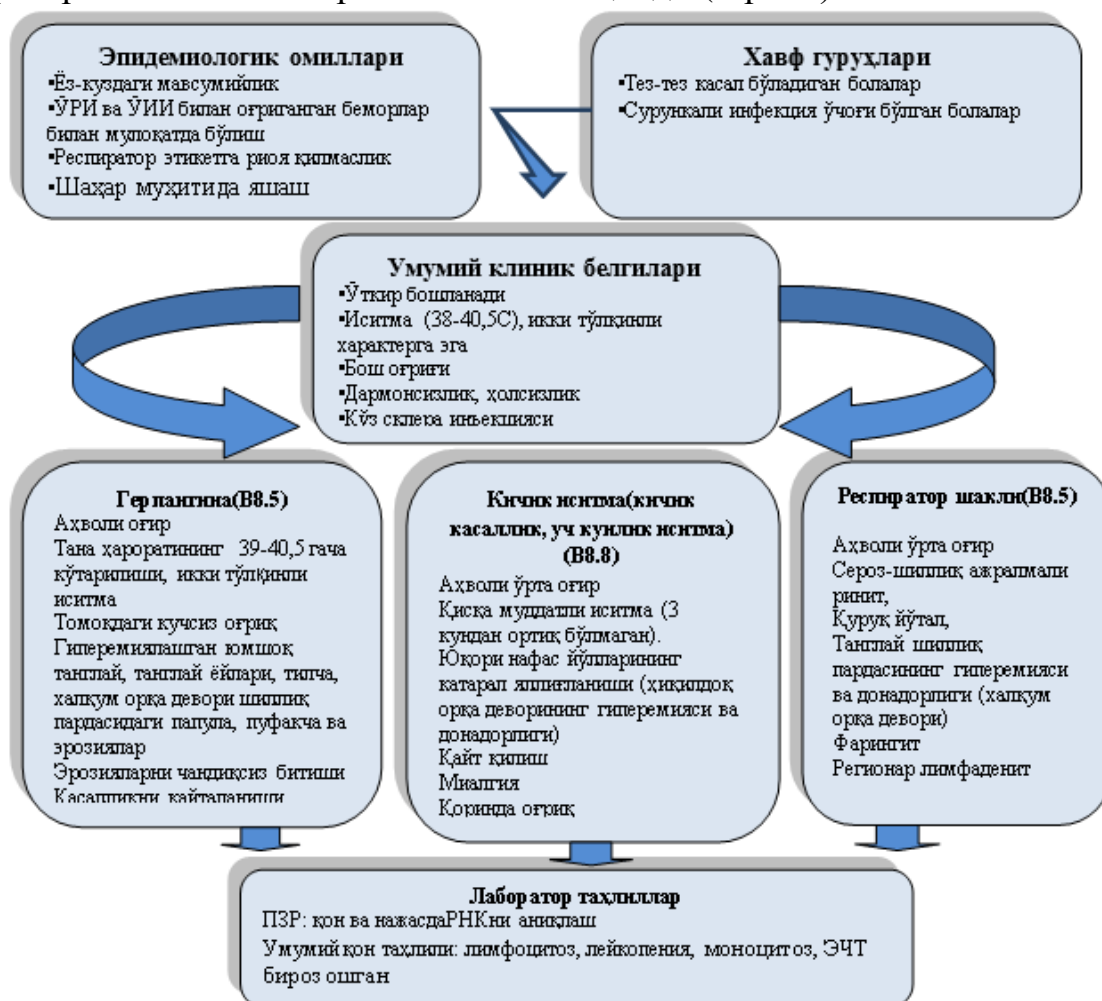 Эпидемиологик омиллари
▪Ёз-куздаги мавсумийлик
▪ЎРИ ва ЎИИ билан оғриганган беморлар
билан мулоқатда бўлиш
▪Респиратор этикетга риоя қилмаслик
▪Шаҳар муҳитида яшаш
Хавф гуруҳлари
▪Тез-тез касал бўладиган болалар
▪Сурункали инфекция ўчоғи бўлган болалар
Умумий клиник белгилари
▪Ўткир бошланади
▪Иситма (38-40,5С), икки тўлқинли
характерга эга
▪Бош оғриғи
▪Дармонсизлик, ҳолсизлик
▪Кўз склера инъекцияси
Герпангина(В8.5)
Аҳволи оғир
Тана ҳароратининг 39-40,5 гача
кўтарилиши, икки тўлқинли
иситма
Томоқдаги кучсиз оғриқ
Гиперемиялашган юмшоқ
танглай, танглай ёйлари, тилча,
халқум орқа девори шиллиқ
пардасидаги папула, пуфакча ва
эрозиялар
Эрозияларни чандиқсиз битиши
Касалликни қайталаниши
Кичик иситма(кичик
касаллик, уч кунлик иситма)
(В8.8)
Аҳволи ўрта оғир
Қисқа муддатли иситма (3
кундан ортиқ бўлмаган).
Юқори нафас йўлларининг
катарал яллиғланиши (ҳиқилдоқ
орқа деворининг гиперемияси ва
донадорлиги)
Қайт қилиш
Миалгия
Қоринда оғриқ
Респиратор шакли(В8.5)
Аҳволи ўрта оғир
Сероз-шиллиқ ажралмали
ринит,
Қуруқ йўтал,
Танглай шиллиқ
пардасининг гиперемияси
ва донадорлиги (халқум
орқа девори)
Фарингит
Регионар лимфаденит
Лаборатор таҳлиллар
ПЗР: қон ва нажасдаРНКни аниқлаш
Умумий қон таҳлили: лимфоцитоз, лейкопения, моноцитоз, ЭЧТ
бироз ошган